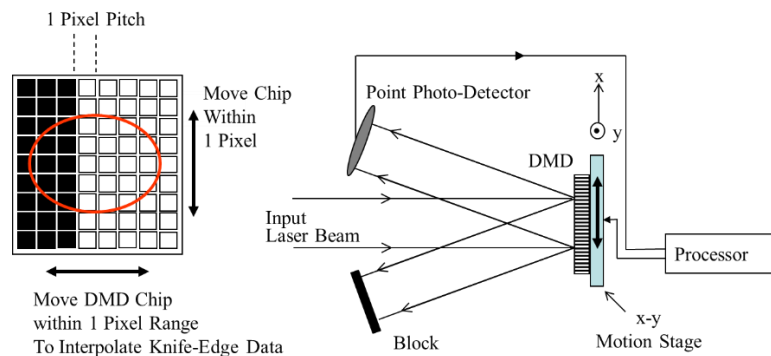 1 Pixel Pitch
Move Chip
Within
1 Pixel
Move DMD Chip
within 1 Pixel Range
To Interpolate Knife-Edge Data
Point Photo-Detector
x
y
DMD
Input
Laser Beam
Processor
Block
x-y
Motion Stage